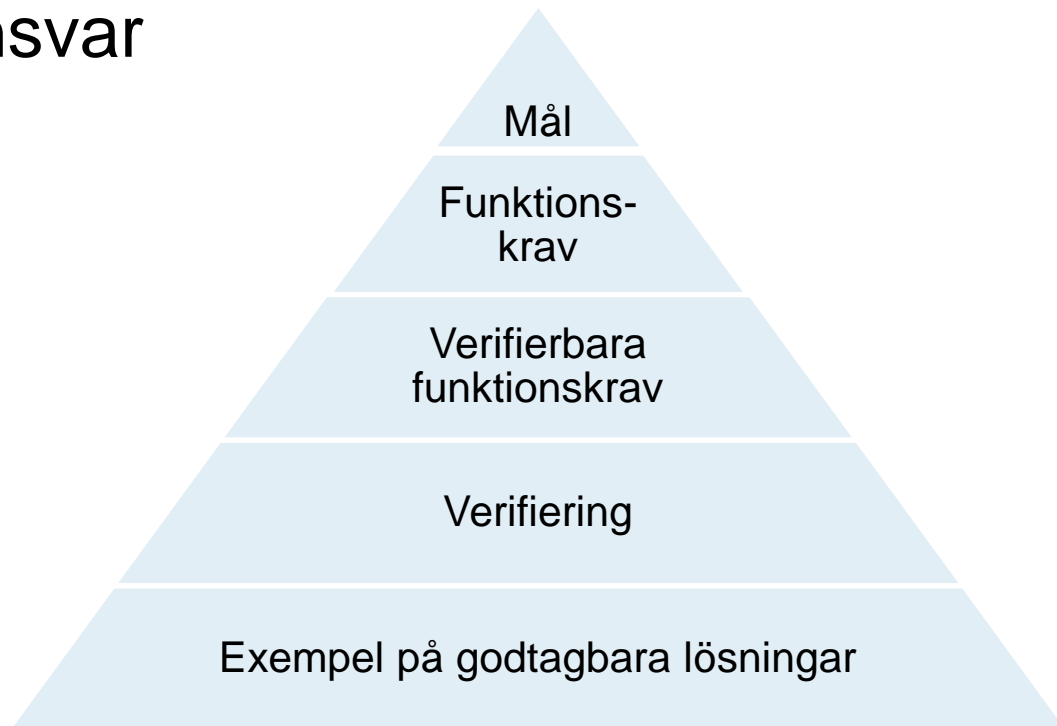 nsvar
Mål
Funktions-
krav
Verifierbara
funktionskrav
Verifiering
Exempel på godtagbara lösningar